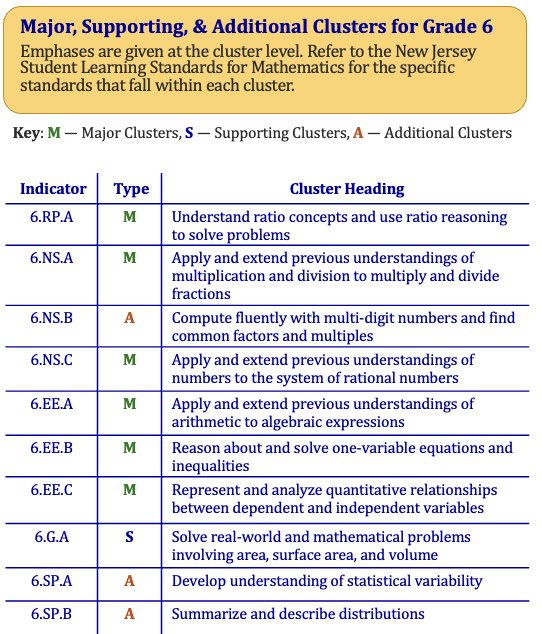 Major, Supporting, & Additional Clusters for Grade 6
Emphases are given at the cluster level. Refer to the New Jersey
Student Learning Standards for Mathematics for the specific
standards that fall within each cluster.
Key: M — Major Clusters, S — Supporting Clusters, A — Additional Clusters
Indicator Type Cluster Heading
6.RP.A M Understand ratio concepts and use ratio reasoning
to solve problems
6.NS.A M Apply and extend previous understandings of
multiplication and division to multiply and divide
fractions
6.NS.B A Compute fluently with multi-digit numbers and find
common factors and multiples
6.NS.C M Apply and extend previous understandings of
numbers to the system of rational numbers
6.EE.A M Apply and extend previous understandings of
arithmetic to algebraic expressions
6.EE.B M Reason about and solve one-variable equations and
inequalities
6.EE.C M Represent and analyze quantitative relationships
between dependent and independent variables
6.G.A S Solve real-world and mathematical problems
involving area, surface area, and volume
6.SP.A A Develop understanding of statistical variability
6.SP.B A Summarize and describe distributions